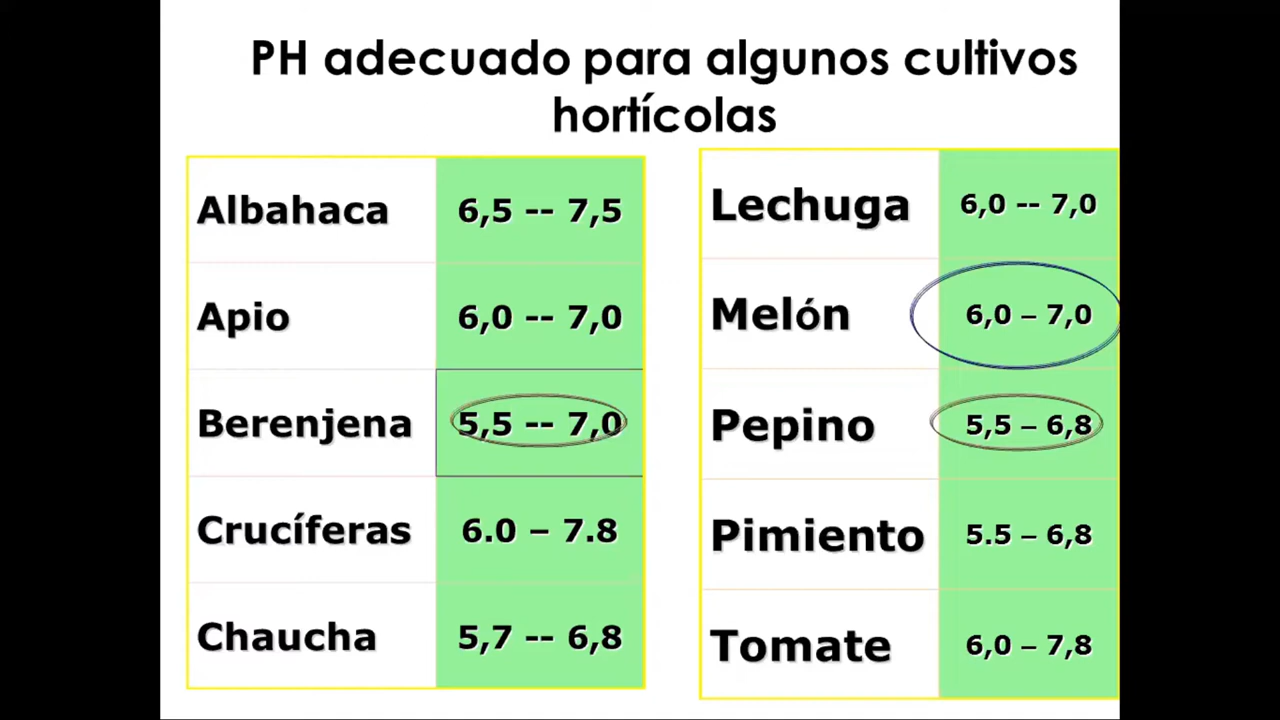 PH adecuado para algunos cultivos
hortícolas
Albahaca 6,5 -- 7,5
Apio 6,0 -- 7,0
Berenjena 5,5 -- 7,0
Crucíferas 6.0 – 7.8
Chaucha 5,7 -- 6,8
Lechuga 6,0 -- 7,0
Melón 6,0 – 7,0
Pepino 5,5 – 6,8
Pimiento 5.5 – 6,8
Tomate 6,0 – 7,8